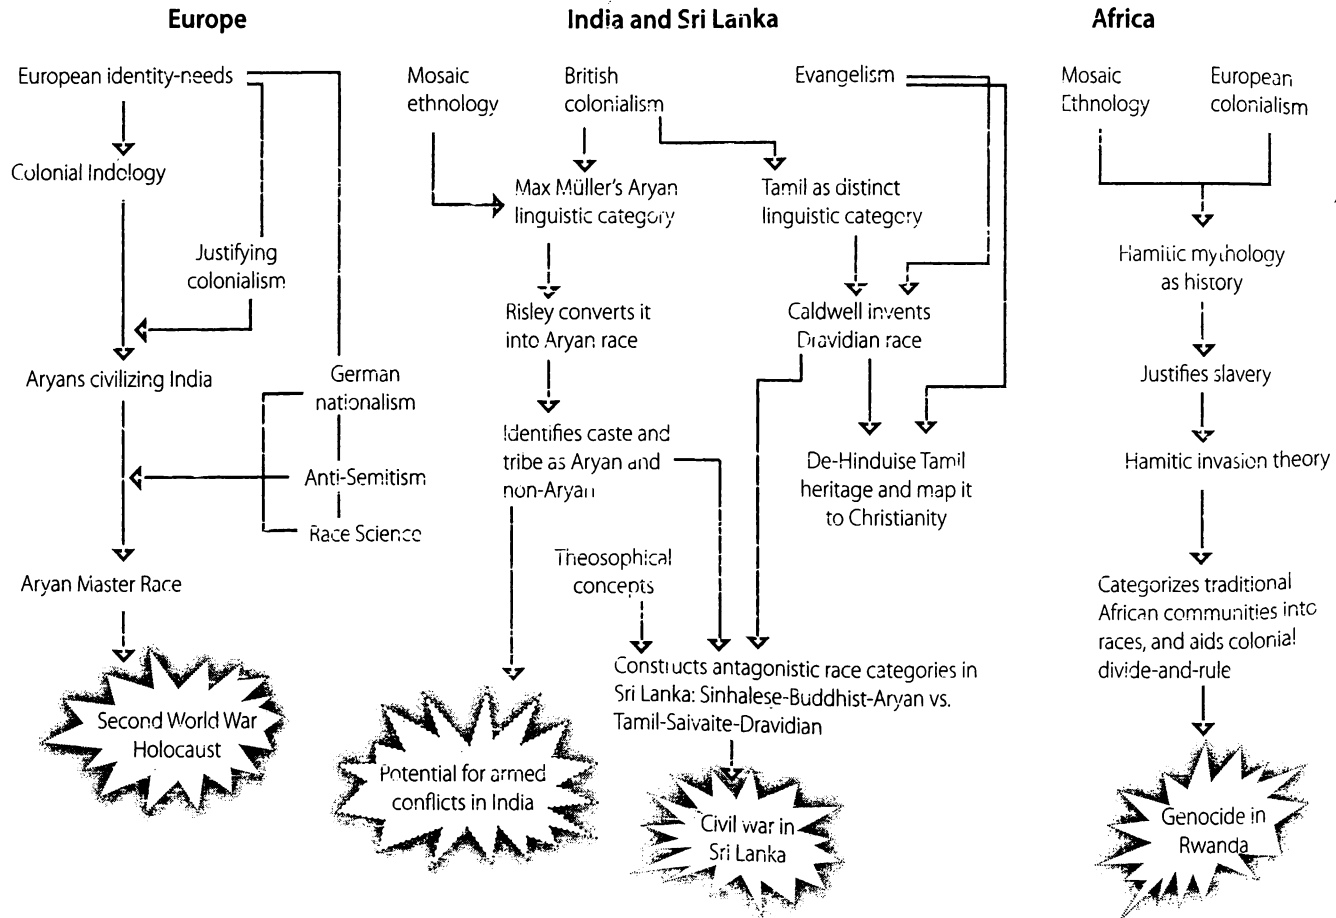 Europe
European identity-needs
Colonial Indology
Justifying
colonialism
Aryans civilizing India
German
nationalism
Anti-Semitism
Race Science
Aryan Master Race
Second World War
Holocaust
India and Sri Lanka
Mosaic
ethnology
British
colonialism
Evangelism
Max Müller's Aryan
linguistic category
Tamil as distinct
linguistic category
Risley converts it
into Aryan race
Caldwell invents
Dravidian race
Identifies caste and
tribe as Aryan and
non-Aryan
De-Hinduise Tamil
heritage and map it
to Christianity
Theosophical
concepts
Constructs antagonistic race categories in
Sri Lanka: Sinhalese-Buddhist-Aryan vs.
Tamil-Saivaite-Dravidian
Potential for armed
conflicts in India
Civil war in
Sri Lanka
Africa
Mosaic
Ethnology
European
colonialism
Hamitic mythology
as history
Justifies slavery
Hamitic invasion theory
Categorizes traditional
African communities into
races, and aids colonial
divide-and-rule
Genocide in
Rwanda